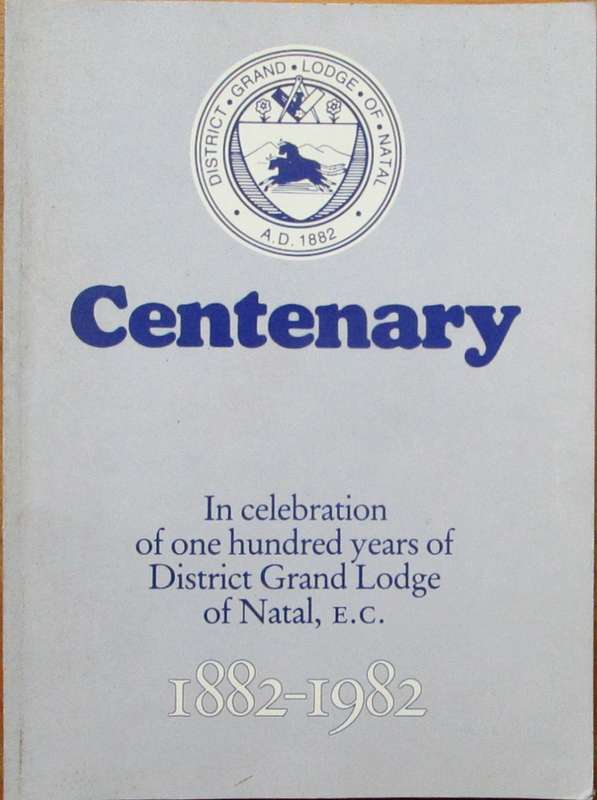 DISTRICT • GRAND • LODGE • OF • NATAL
• A.D. 1882 •
Centenary
In celebration
of one hundred years of
District Grand Lodge
of Natal, E.C.
1882-1982